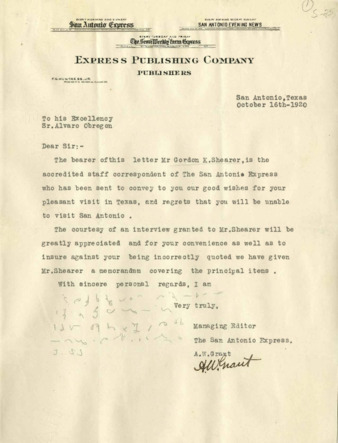 San Antonio Express
SAN ANTONIO EVENING NEWS
The Semi-Weekly Farm Express
EXPRESS PUBLISHING COMPANY
PUBLISHERS
San Antonio,Texas
October 16th-1920
To his Excellency
Sr.Alvaro Obregon
Dear Sir:-
The bearer ofthis letter Mr Gordon K.Shearer,is the
accredited staff correspondent of The San Antonio Express
who has been sent to convey to you our good wishes for your
pleasant visit in Texas, and regrets that you will be unable
to visit San Antonio .
The courtesy of an interview granted to Mr.Shearer will be
greatly appreciated and for your convenience as well as to
insure against your being incorrectly quoted we have given
Mr.Shearer a memorandum covering the principal items .
With sincere personal regards, I am
Very truly,
Managing Editor
The San Antonio Express,
A.W.Grant
A.W.Grant